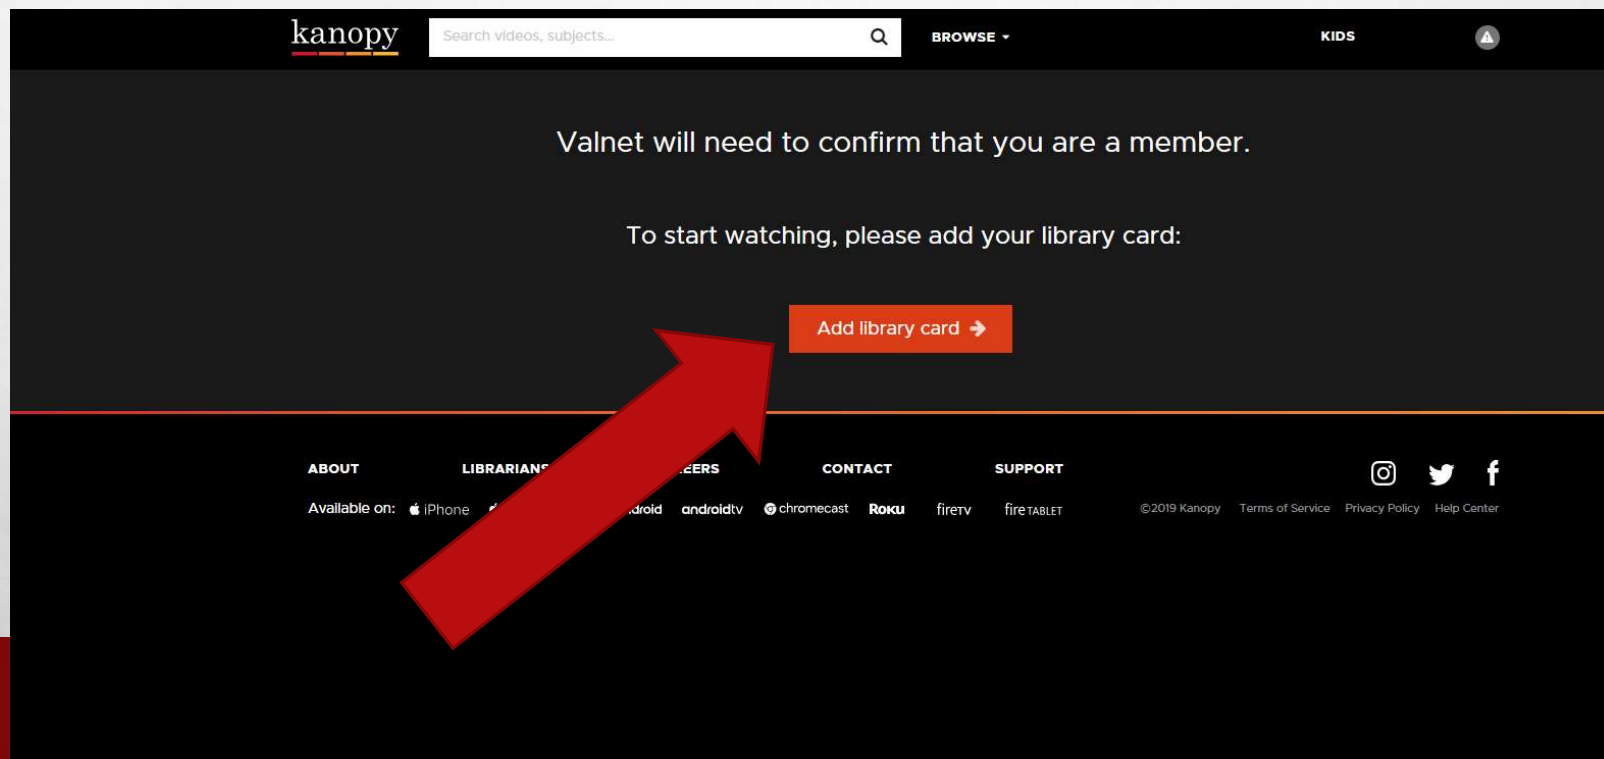 kanopy
Search videos, subjects...
BROWSE
KIDS
Valnet will need to confirm that you are a member.
To start watching, please add your library card:
Add library card
ABOUT LIBRARIANS CONTACT SUPPORT
Available on: iPhone androidtv chromecast Roku firetv fire TABLET ©2019 Kanopy Terms of Service Privacy Policy Help Center